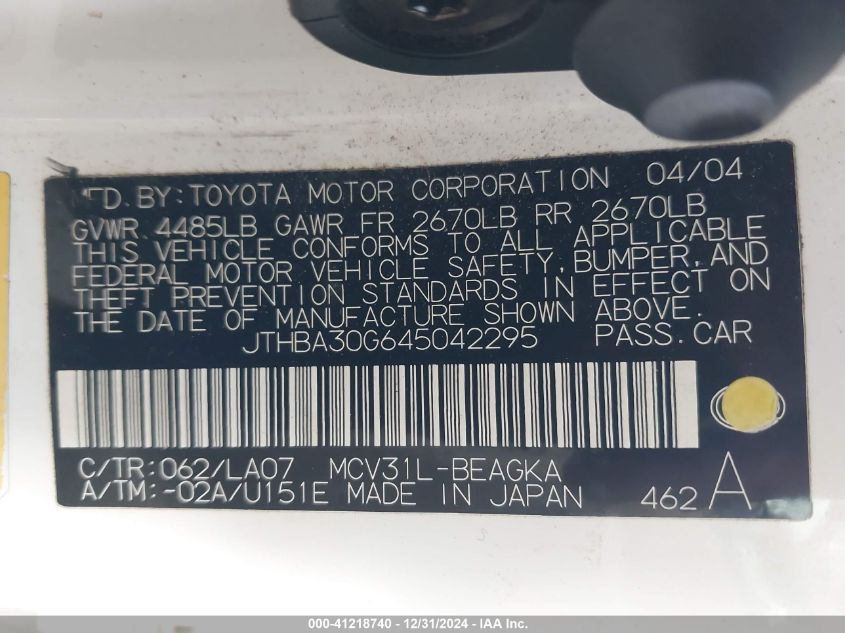 MFD. BY: TOYOTA MOTOR CORPORATION 04/04
GVWR 4485LB GAWR FR 2670LB RR 2670LB
THIS VEHICLE CONFORMS TO ALL APPLICABLE
FEDERAL MOTOR VEHICLE SAFETY, BUMPER, AND
THEFT PREVENTION STANDARDS IN EFFECT ON
THE DATE OF MANUFACTURE SHOWN ABOVE.
JTHBA30G645042295 PASS. CAR
C/TR: 062/LA07 MCV31L-BEAGKA
A/TM: -02A/U151E MADE IN JAPAN 462 A
000-41218740 – 12/31/2024 – IAA Inc.